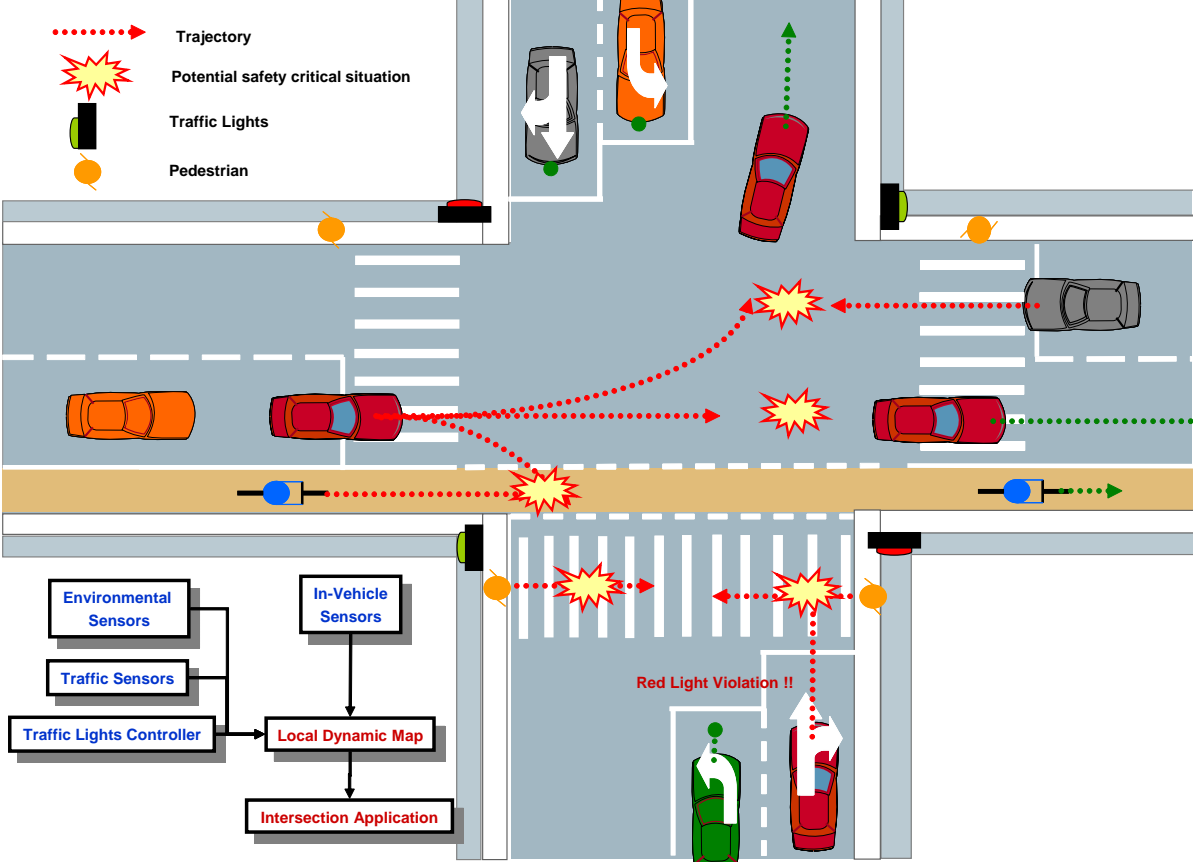 Trajectory
Potential safety critical situation
Traffic Lights
Pedestrian
Environmental
Sensors
In-Vehicle
Sensors
Traffic Sensors
Traffic Lights Controller
Local Dynamic Map
Intersection Application
Red Light Violation !!